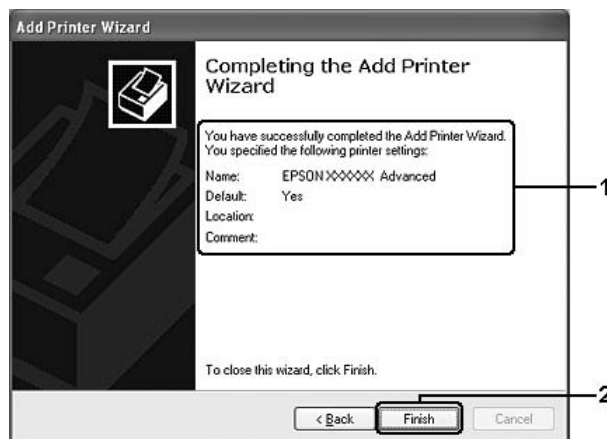 Add Printer Wizard
Completing the Add Printer
Wizard
You have successfully completed the Add Printer Wizard.
You specified the following printer settings:
Name: EPSON XXXXXX Advanced
Default: Yes
Location:
Comment:
1
To close this wizard, click Finish.
2
< Back Finish Cancel